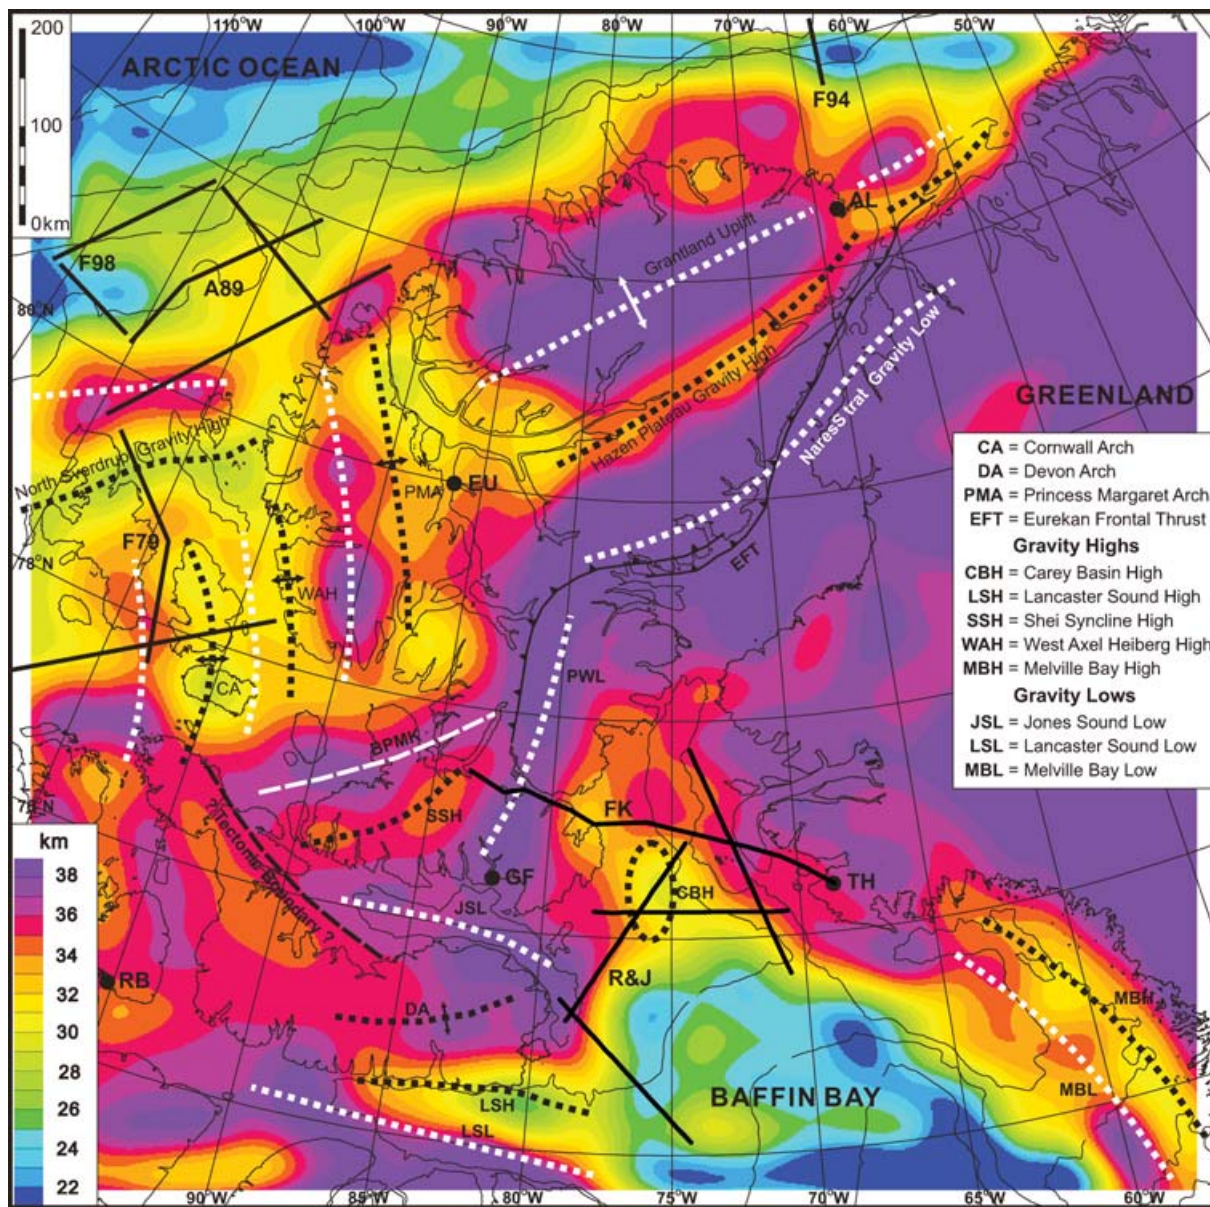 110°W 100°W 90°W 80°W 70°W 60°W 50°W
200
100
0km
ARCTIC OCEAN
F94
AL
F98
A89
80°N
Grantland Uplift
Hazen Plateau Gravity High
NaresStrat Gravity Low
GREENLAND
North Sverdrup Gravity High
PMA
EU
F79
78°N
EFT
WAH
CA
PWL
BPMK
CA = Cornwall Arch
DA = Devon Arch
PMA = Princess Margaret Arch
EFT = Eurekan Frontal Thrust
Gravity Highs
CBH = Carey Basin High
LSH = Lancaster Sound High
SSH = Shei Syncline High
WAH = West Axel Heiberg High
MBH = Melville Bay High
Gravity Lows
JSL = Jones Sound Low
LSL = Lancaster Sound Low
MBL = Melville Bay Low
76°N
SSH
FK
? Tectonic Boundary ?
GF
CBH
TH
JSL
R&J
RB
DA
MBH
MBL
LSH
LSL
BAFFIN BAY
km
38
36
34
32
30
28
26
24
22
90°W 85°W 80°W 75°W 70°W 65°W 60°W